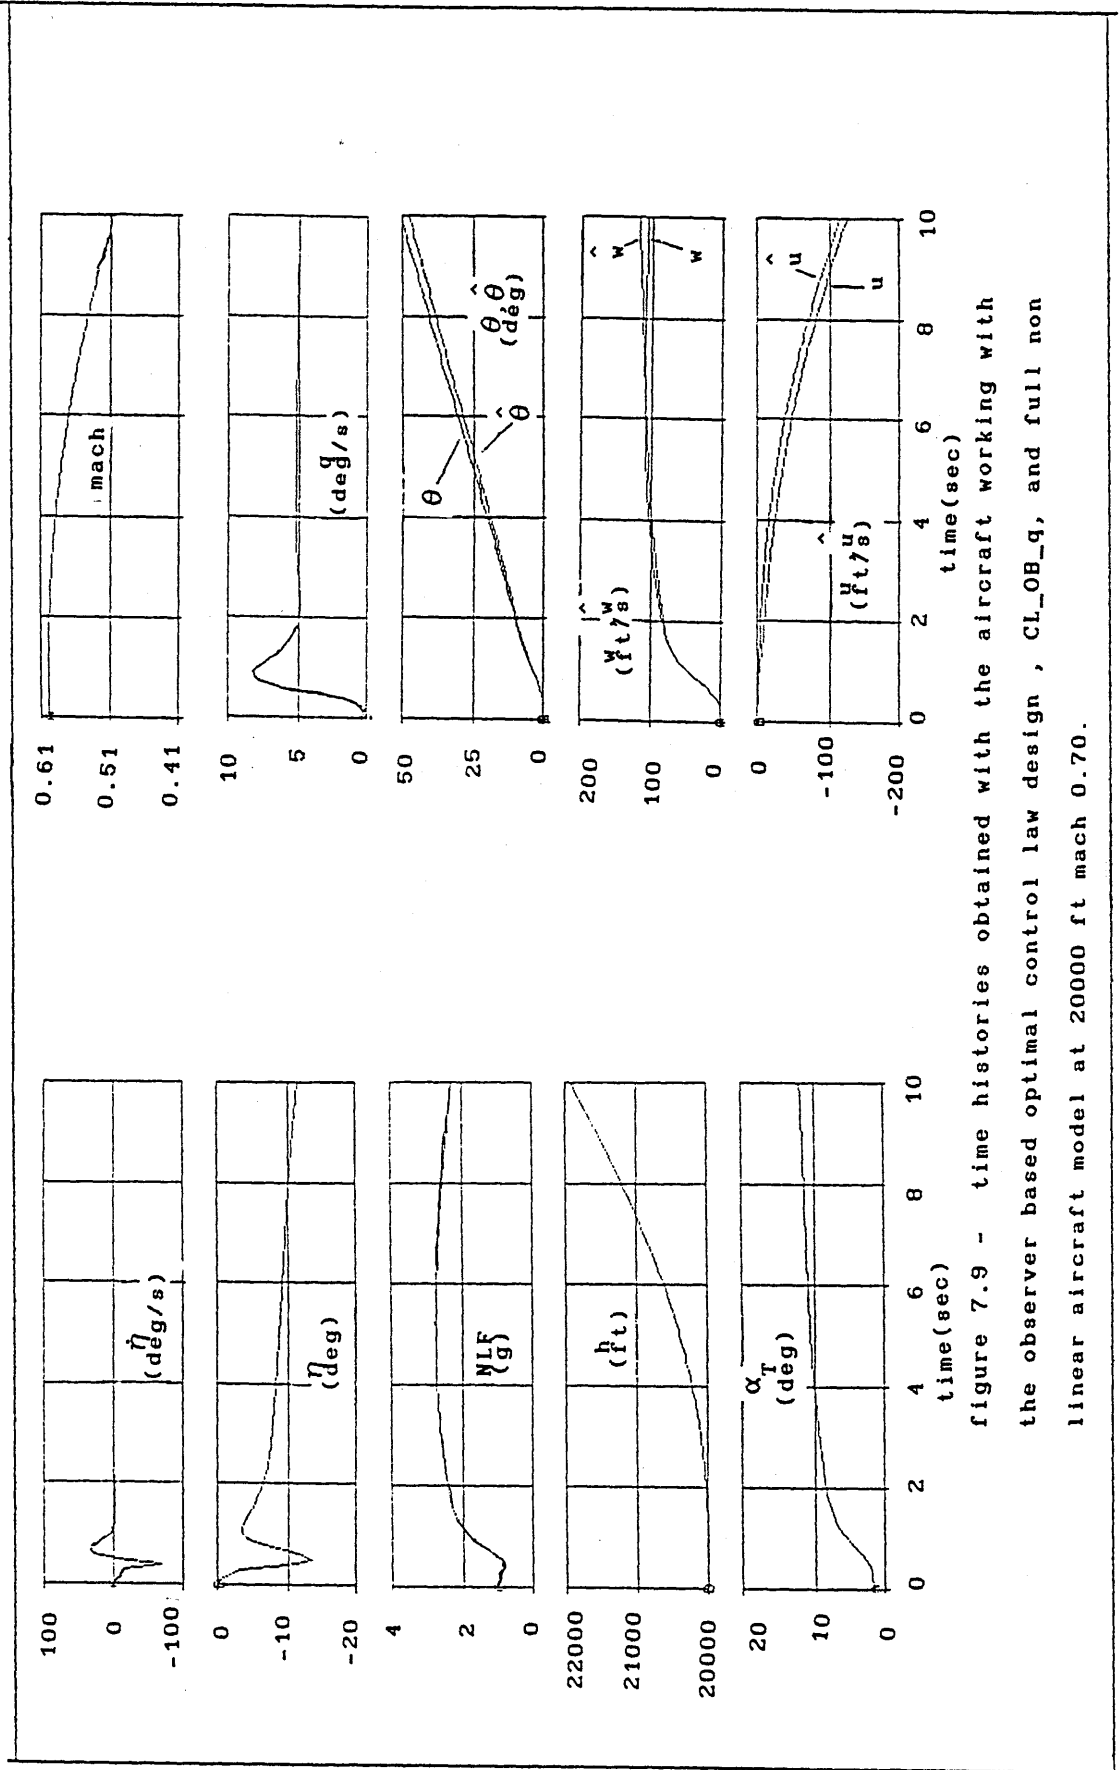 100
0
-100
η̇
(deg/s)
0
-10
-20
η
(deg)
4
2
0
NLF
(g)
22000
21000
20000
h
(ft)
20
10
0
α_T
(deg)
0 2 4 6 8 10
time(sec)
0.61
0.51
0.41
mach
10
5
0
q
(deg/s)
50
25
0
θ
θ̂
θ, θ̂
(deg)
200
100
0
w, ŵ
(ft/s)
ŵ
w
0
-100
-200
u, û
(ft/s)
û
u
0 2 4 6 8 10
time(sec)
figure 7.9 - time histories obtained with the aircraft working with
the observer based optimal control law design , CL_OB_q, and full non
linear aircraft model at 20000 ft mach 0.70.